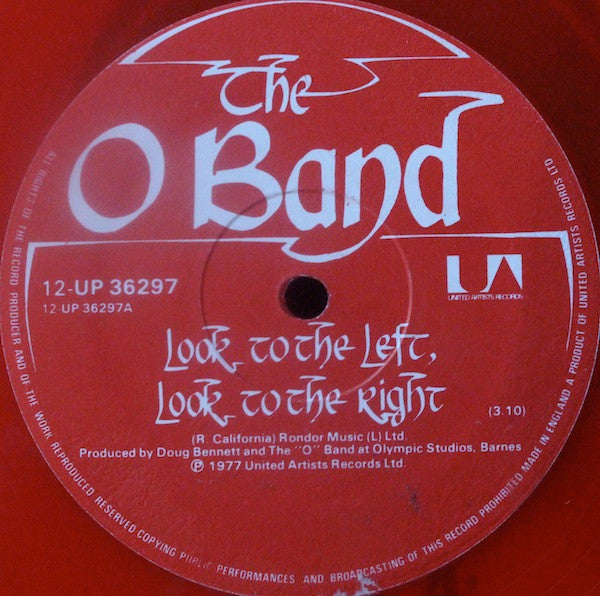 The
O Band
12-UP 36297
12-UP 36297A
UA
UNITED ARTISTS RECORDS
Look to the Left,
Look to the Right
(3.10)
(R. California) Rondor Music (L) Ltd.
Produced by Doug Bennett and The "O" Band at Olympic Studios, Barnes
℗ 1977 United Artists Records Ltd.
ALL RIGHTS OF THE RECORD PRODUCER AND OF THE WORK REPRODUCED RESERVED COPYING PUBLIC PERFORMANCES AND BROADCASTING OF THIS RECORD PROHIBITED MADE IN ENGLAND A PRODUCT OF UNITED ARTISTS RECORDS LTD